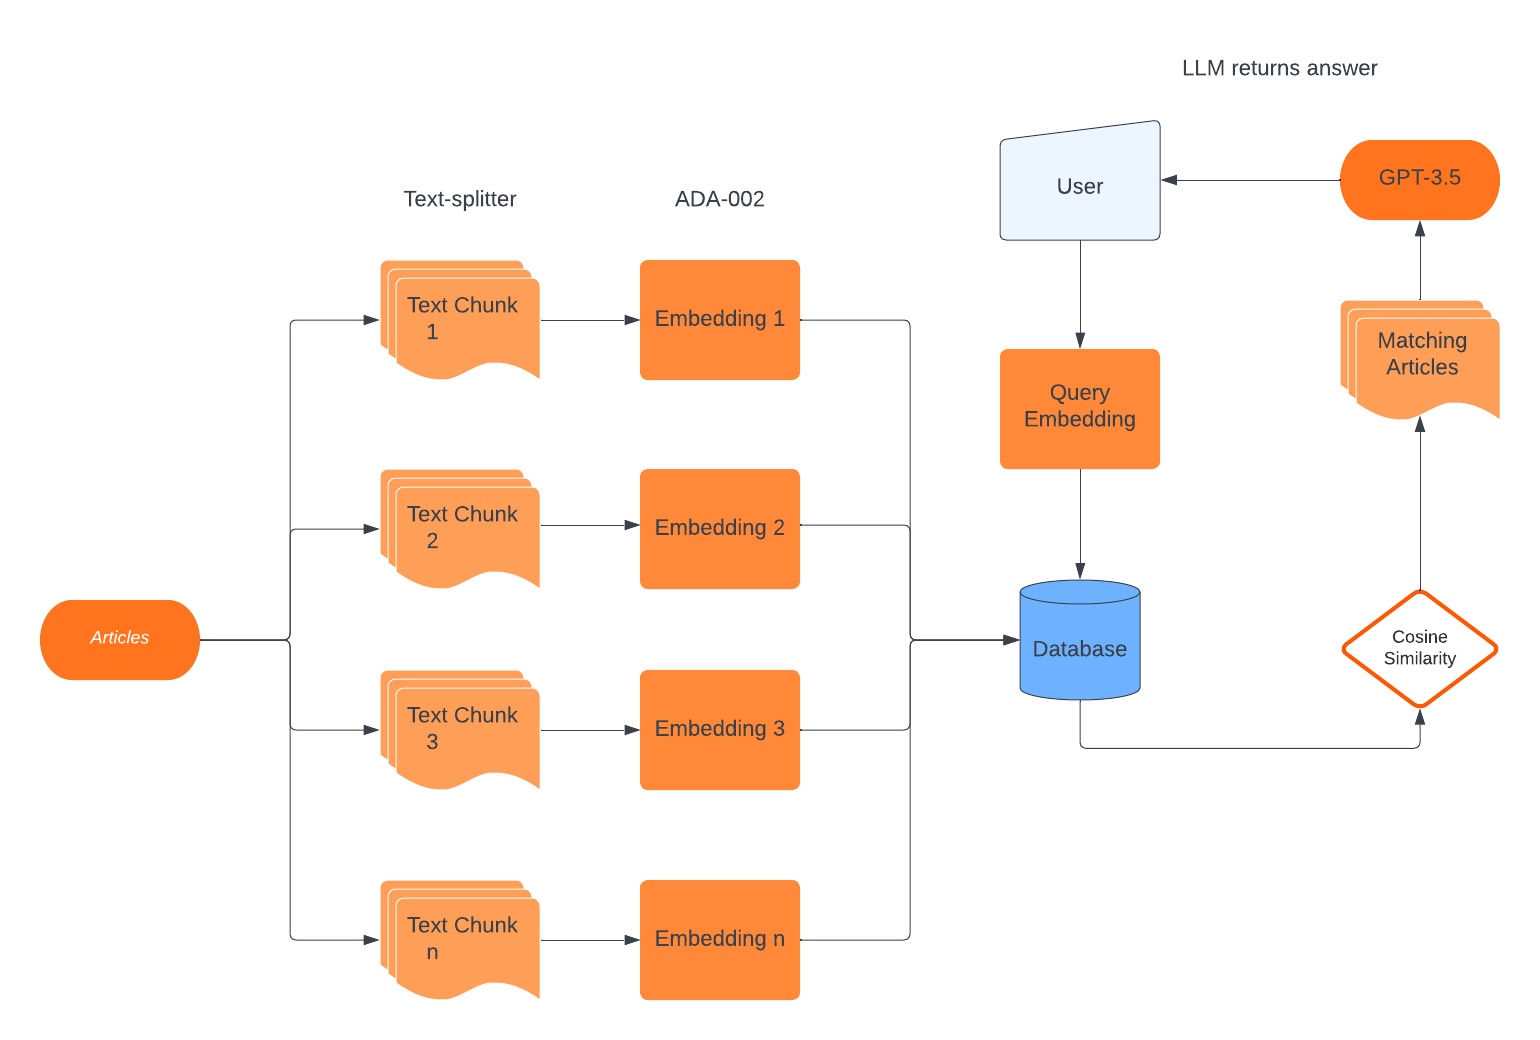 LLM returns answer
User
GPT-3.5
Text-splitter
ADA-002
Text Chunk
1
Embedding 1
Query
Embedding
Matching
Articles
Text Chunk
2
Embedding 2
Articles
Database
Cosine
Similarity
Text Chunk
3
Embedding 3
Text Chunk
n
Embedding n